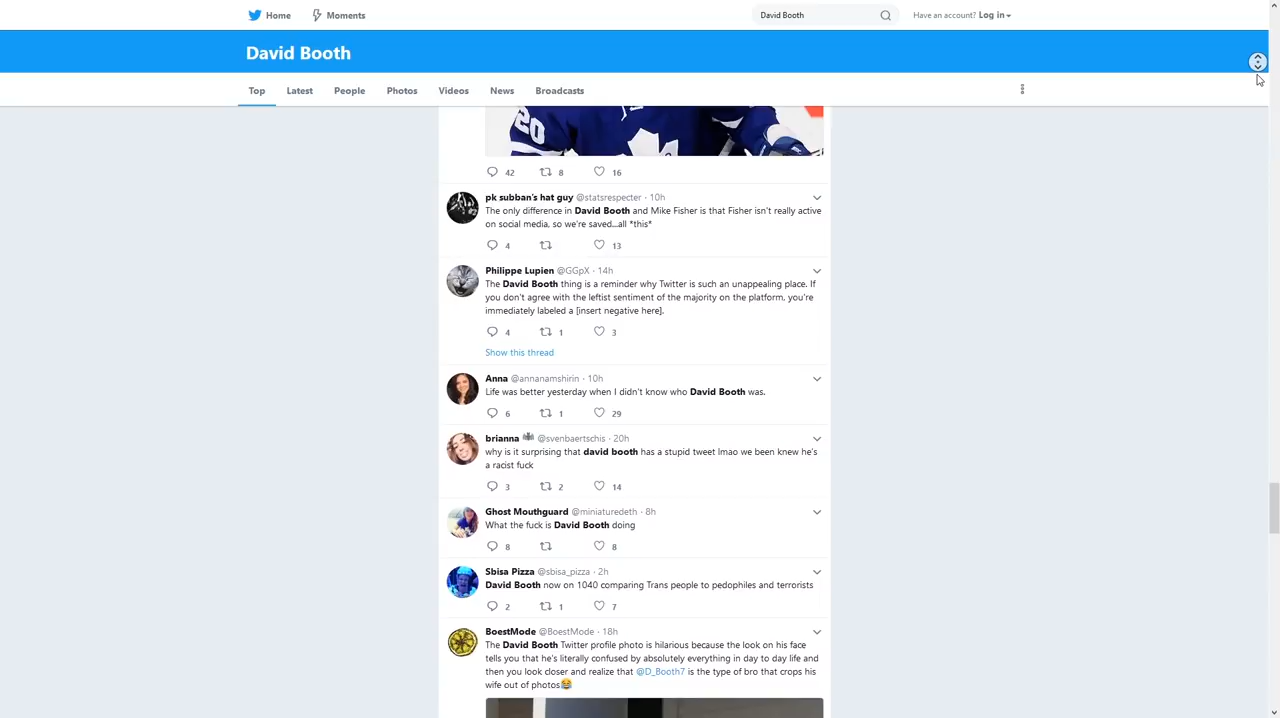 Home
Moments
David Booth
Have an account? Log in
David Booth
Top
Latest
People
Photos
Videos
News
Broadcasts
20
42
8
16
pk subban's hat guy @statsrespecter · 10h
The only difference in David Booth and Mike Fisher is that Fisher isn't really active
on social media, so we're saved...all *this*
4
13
Philippe Lupien @GGpX · 14h
The David Booth thing is a reminder why Twitter is such an unappealing place. If
you don't agree with the leftist sentiment of the majority on the platform, you're
immediately labeled a [insert negative here].
4
1
3
Show this thread
Anna @annanamshirin · 10h
Life was better yesterday when I didn't know who David Booth was.
6
1
29
brianna @svenbaertschis · 20h
why is it surprising that david booth has a stupid tweet lmao we been knew he's
a racist fuck
3
2
14
Ghost Mouthguard @miniaturedeth · 8h
What the fuck is David Booth doing
8
8
Sbisa Pizza @sbisa_pizza · 2h
David Booth now on 1040 comparing Trans people to pedophiles and terrorists
2
1
7
BoestMode @BoestMode · 18h
The David Booth Twitter profile photo is hilarious because the look on his face
tells you that he's literally confused by absolutely everything in day to day life and
then you look closer and realize that @D_Booth7 is the type of bro that crops his
wife out of photos😂